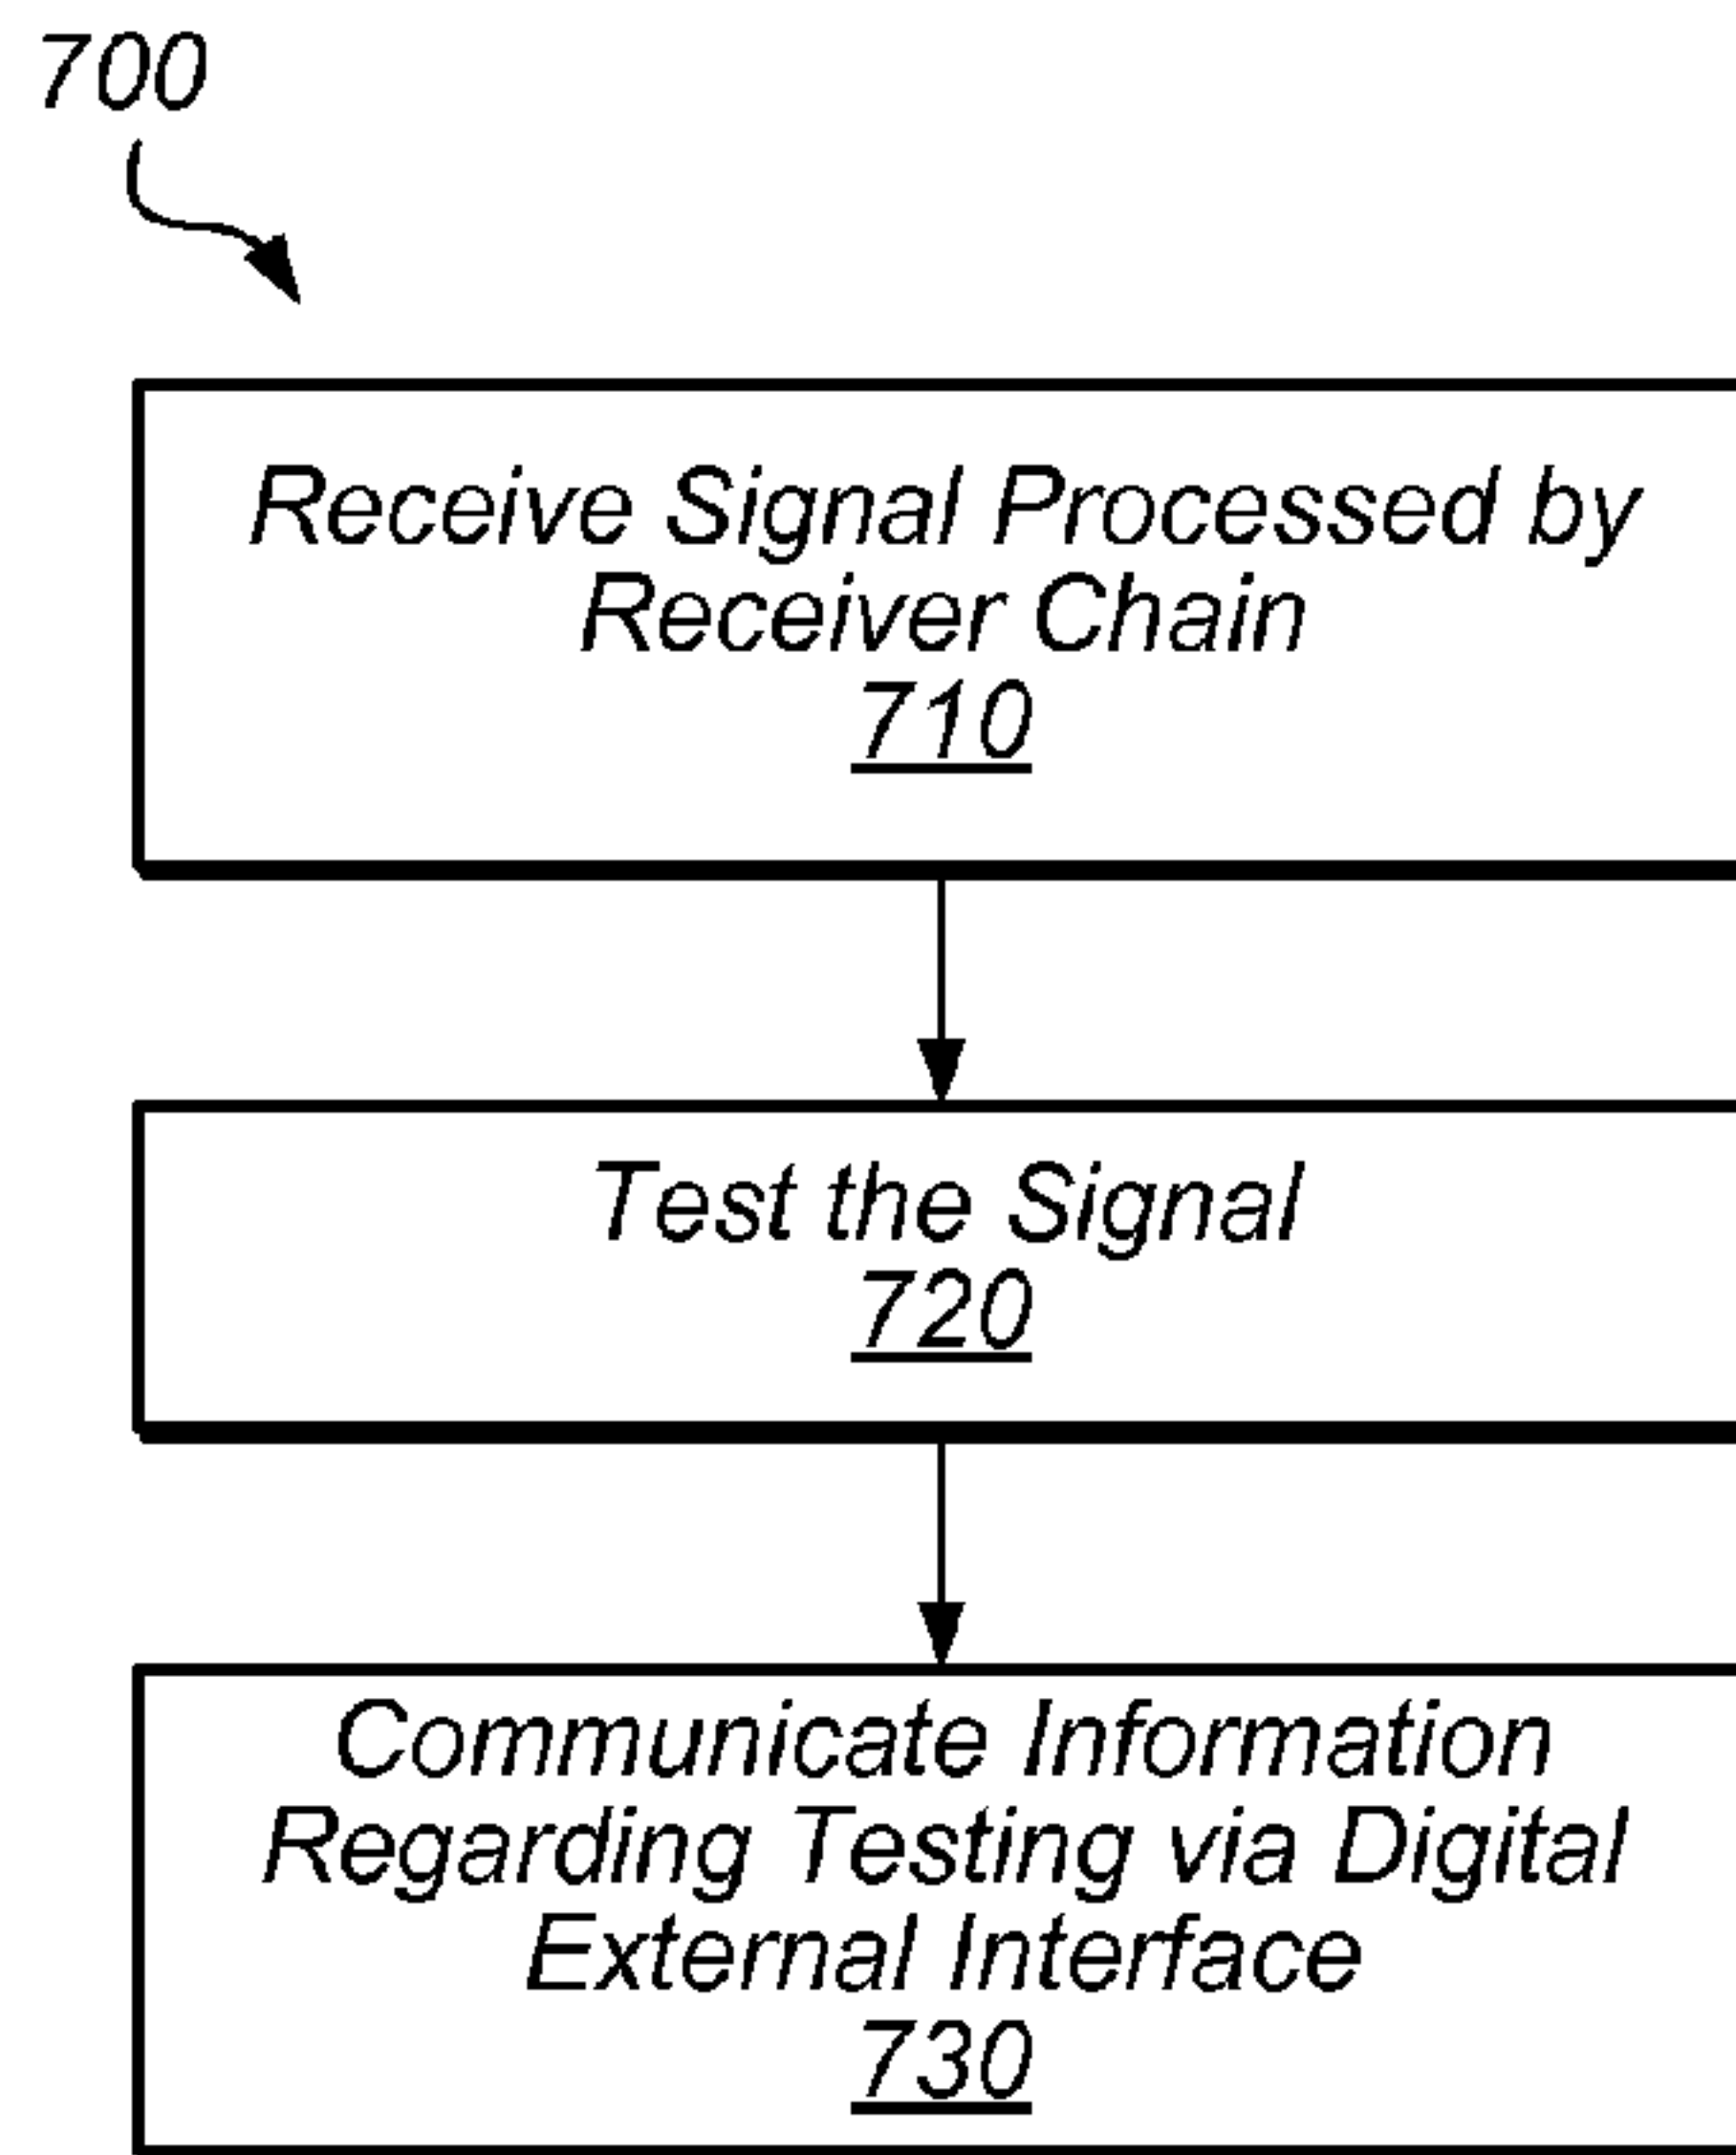 700
Receive Signal Processed by
Receiver Chain
710
Test the Signal
720
Communicate Information
Regarding Testing via Digital
External Interface
730